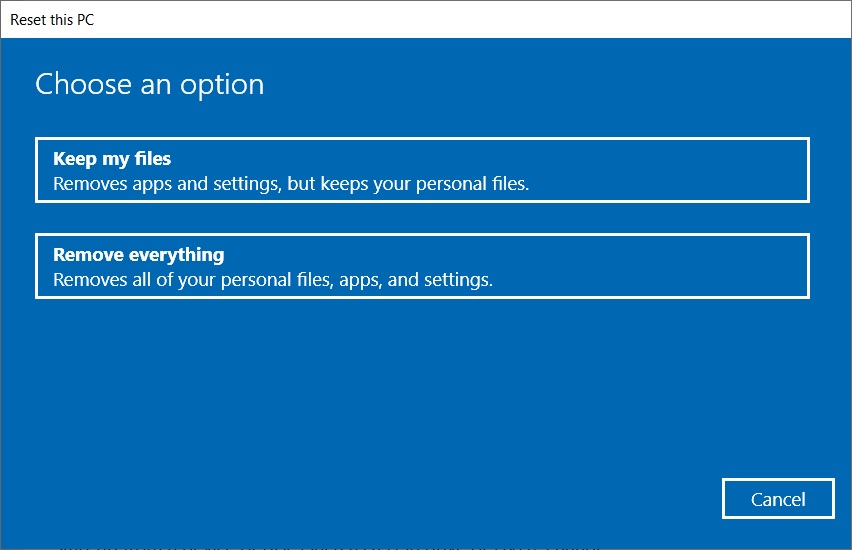 Reset this PC
Choose an option
Keep my files
Removes apps and settings, but keeps your personal files.
Remove everything
Removes all of your personal files, apps, and settings.
Cancel